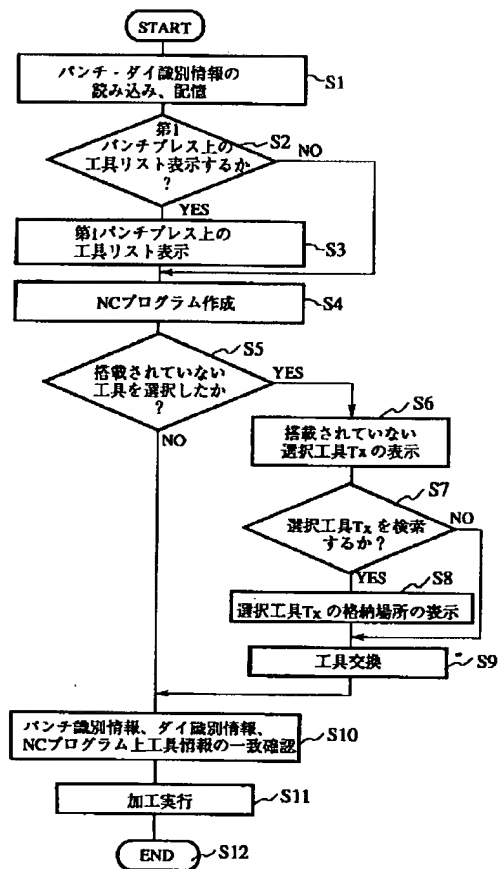 START
パンチ - ダイ識別情報の
読み込み、記憶
S1
第1
パンチプレス上の
工具リスト表示するか
?
S2
NO
YES
第1パンチプレス上の
工具リスト表示
S3
NCプログラム作成
S4
搭載されていない
工具を選択したか
?
S5
YES
NO
搭載されていない
選択工具Txの表示
S6
選択工具Txを検索
するか?
S7
NO
YES
選択工具Txの格納場所の表示
S8
工具交換
S9
パンチ識別情報、ダイ識別情報、
NCプログラム上工具情報の一致確認
S10
加工実行
S11
END
S12